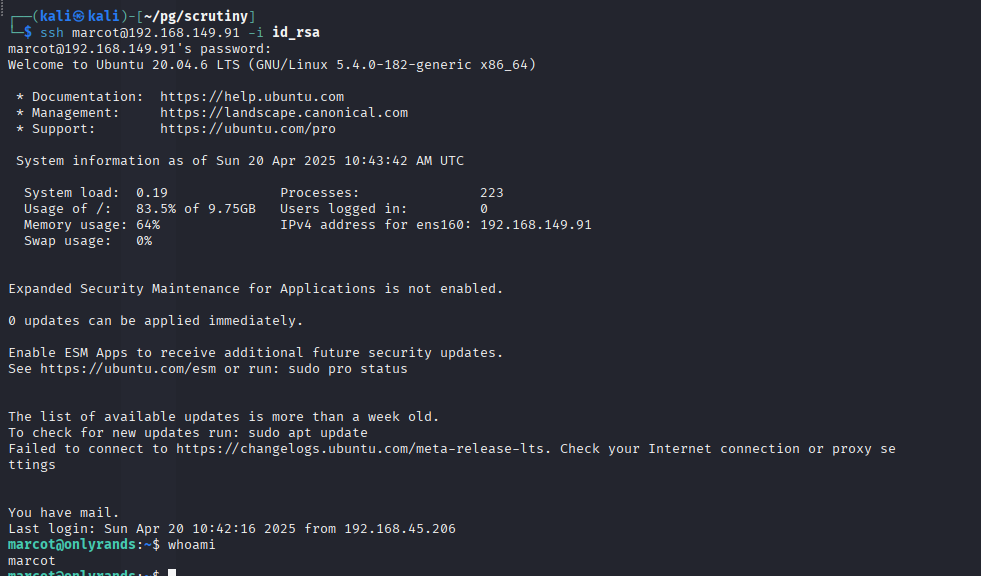 ┌──(kali㉿kali)-[~/pg/scrutiny]
└─$ ssh marcot@192.168.149.91 -i id_rsa
marcot@192.168.149.91's password:
Welcome to Ubuntu 20.04.6 LTS (GNU/Linux 5.4.0-182-generic x86_64)
* Documentation:  https://help.ubuntu.com
* Management:     https://landscape.canonical.com
* Support:        https://ubuntu.com/pro
System information as of Sun 20 Apr 2025 10:43:42 AM UTC
System load:  0.19              Processes:               223
Usage of /:   83.5% of 9.75GB   Users logged in:         0
Memory usage: 64%               IPv4 address for ens160: 192.168.149.91
Swap usage:   0%
Expanded Security Maintenance for Applications is not enabled.
0 updates can be applied immediately.
Enable ESM Apps to receive additional future security updates.
See https://ubuntu.com/esm or run: sudo pro status
The list of available updates is more than a week old.
To check for new updates run: sudo apt update
Failed to connect to https://changelogs.ubuntu.com/meta-release-lts. Check your Internet connection or proxy se
ttings
You have mail.
Last login: Sun Apr 20 10:42:16 2025 from 192.168.45.206
marcot@onlyrands:~$ whoami
marcot
marcot@onlyrands:~$